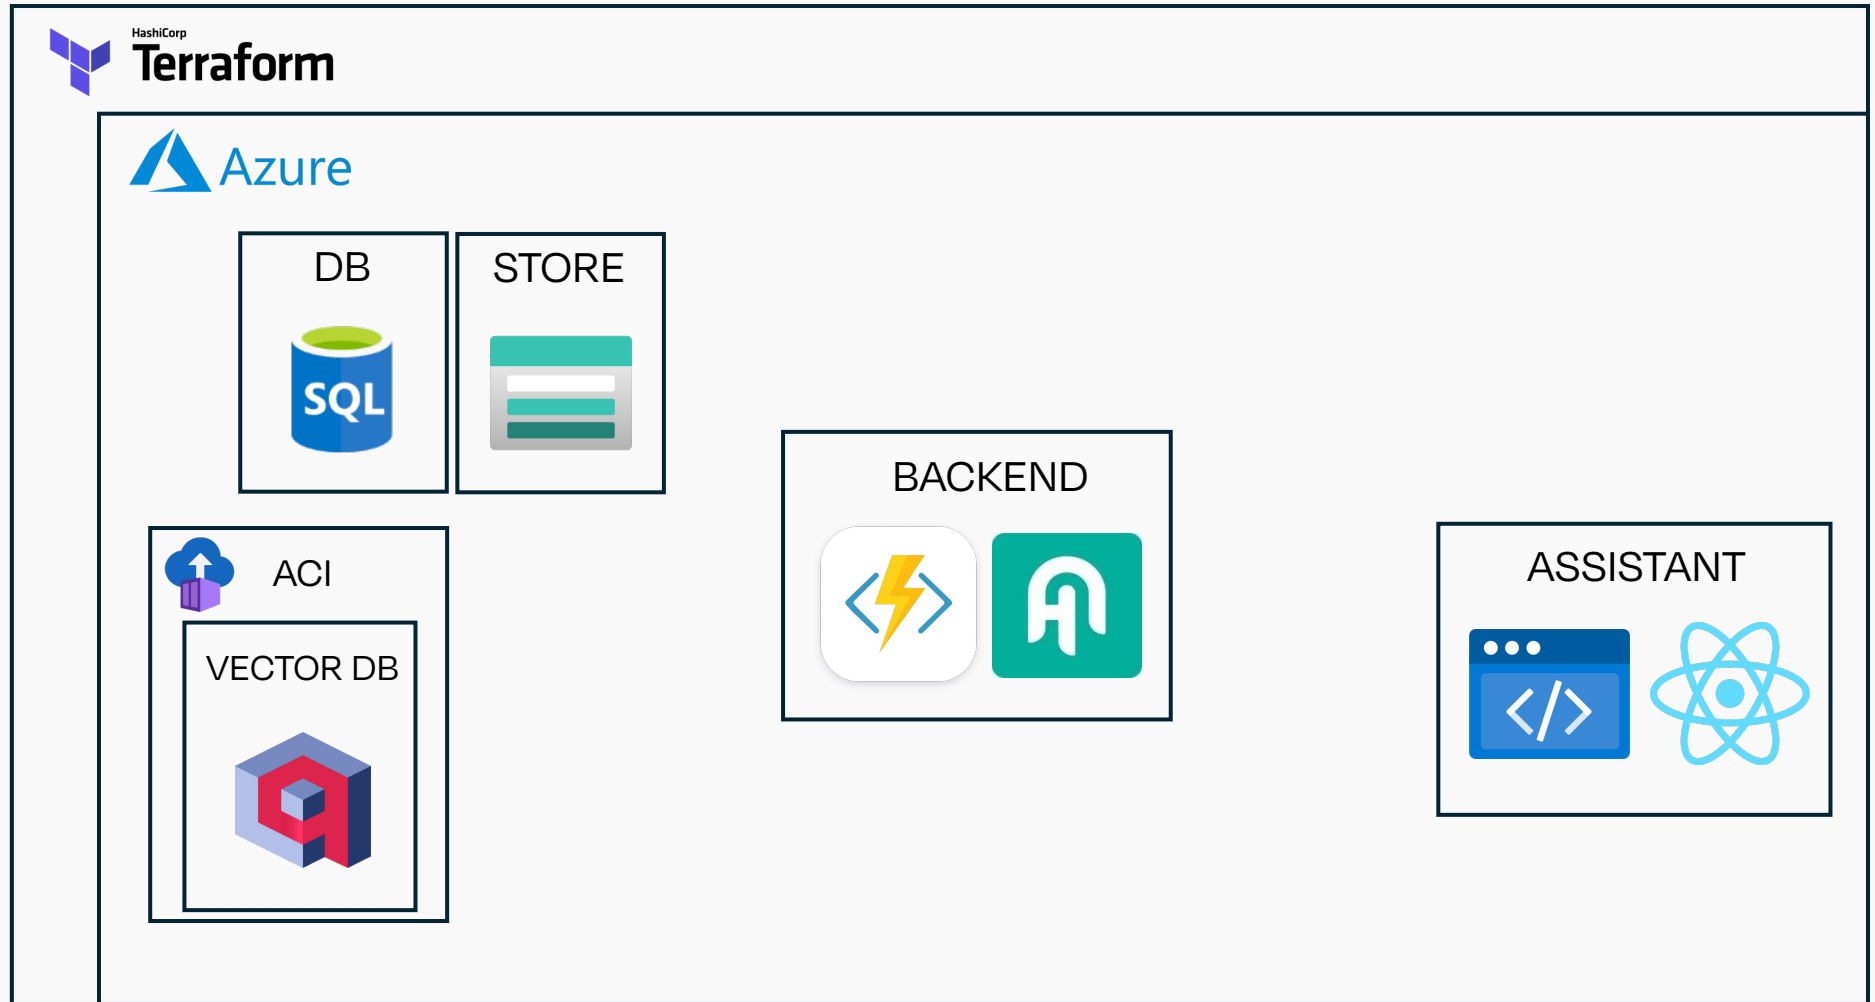 HashiCorp
Terraform
Azure
DB
STORE
SQL
BACKEND
ACI
ASSISTANT
VECTOR DB